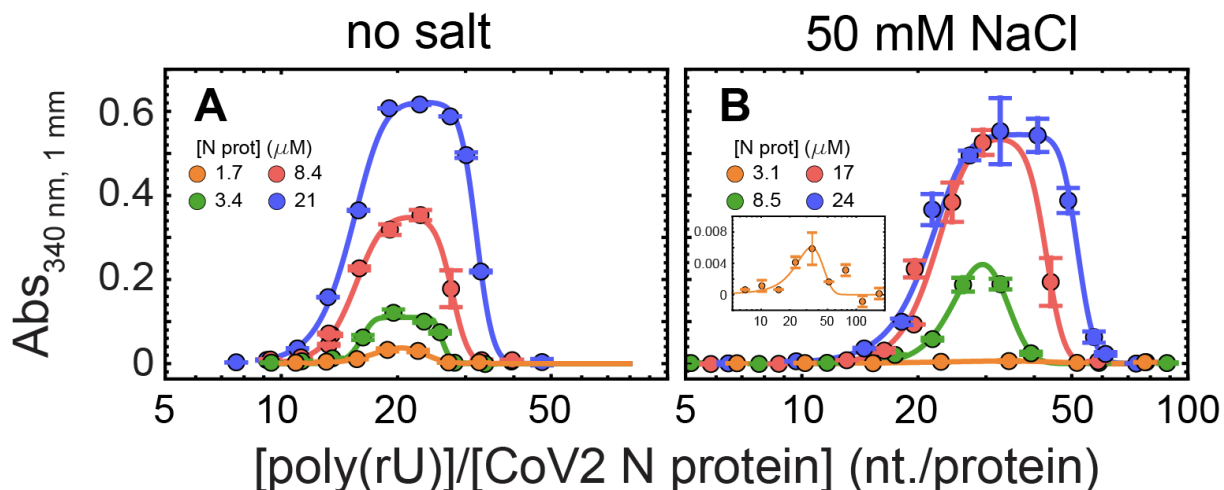 no salt
50 mM NaCl
A
[N prot] (μM)
1.7 8.4
3.4 21
B
[N prot] (μM)
3.1 17
8.5 24
0.008
0.004
0
10 20 50 100
0.6
0.4
0.2
0
Abs340 nm, 1 mm
5 10 20 50
5 10 20 50 100
[poly(rU)]/[CoV2 N protein] (nt./protein)